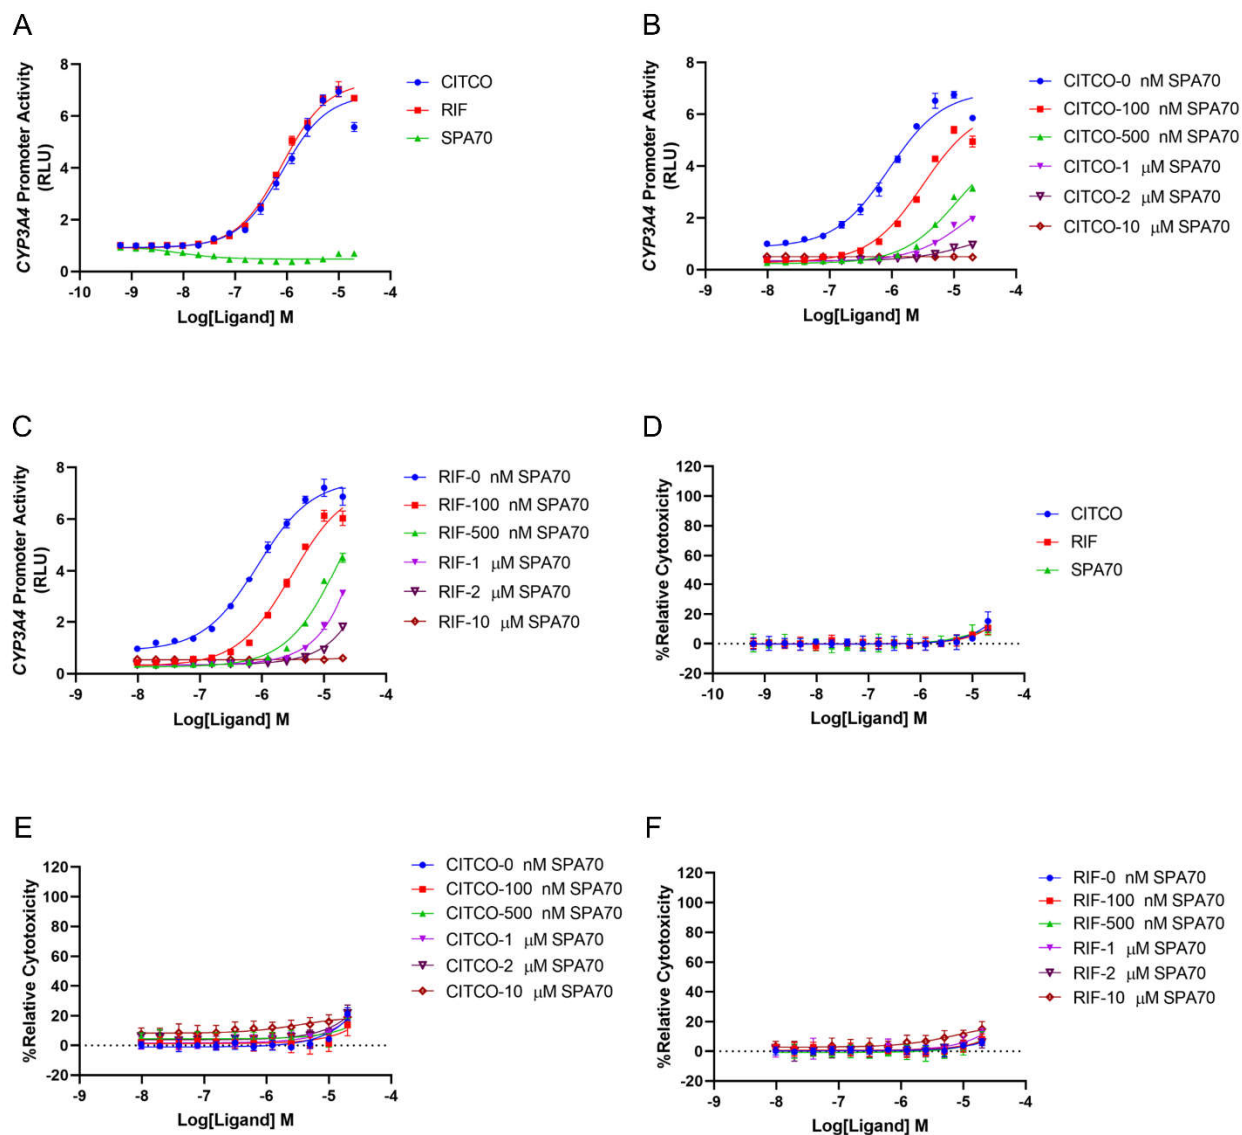 A
CYP3A4 Promoter Activity
(RLU)
8
6
4
2
0
-10 -9 -8 -7 -6 -5 -4
Log[Ligand] M
CITCO
RIF
SPA70
B
CYP3A4 Promoter Activity
(RLU)
8
6
4
2
0
-9 -8 -7 -6 -5 -4
Log[Ligand] M
CITCO-0 nM SPA70
CITCO-100 nM SPA70
CITCO-500 nM SPA70
CITCO-1 μM SPA70
CITCO-2 μM SPA70
CITCO-10 μM SPA70
C
CYP3A4 Promoter Activity
(RLU)
8
6
4
2
0
-9 -8 -7 -6 -5 -4
Log[Ligand] M
RIF-0 nM SPA70
RIF-100 nM SPA70
RIF-500 nM SPA70
RIF-1 μM SPA70
RIF-2 μM SPA70
RIF-10 μM SPA70
D
%Relative Cytotoxicity
120
100
80
60
40
20
0
-20
-10 -9 -8 -7 -6 -5 -4
Log[Ligand] M
CITCO
RIF
SPA70
E
%Relative Cytotoxicity
120
100
80
60
40
20
0
-20
-9 -8 -7 -6 -5 -4
Log[Ligand] M
CITCO-0 nM SPA70
CITCO-100 nM SPA70
CITCO-500 nM SPA70
CITCO-1 μM SPA70
CITCO-2 μM SPA70
CITCO-10 μM SPA70
F
%Relative Cytotoxicity
120
100
80
60
40
20
0
-20
-9 -8 -7 -6 -5 -4
Log[Ligand] M
RIF-0 nM SPA70
RIF-100 nM SPA70
RIF-500 nM SPA70
RIF-1 μM SPA70
RIF-2 μM SPA70
RIF-10 μM SPA70